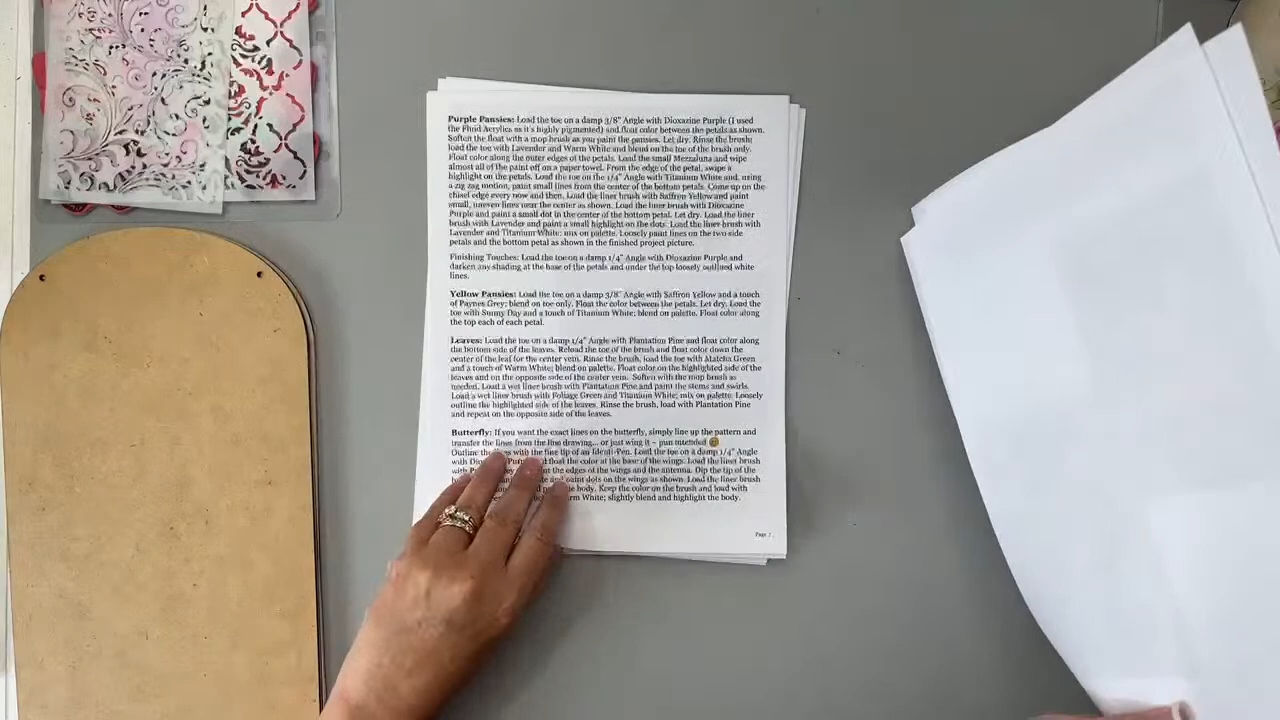 Purple Pansies: Load the toe on a damp 3/8" Angle with Dioxazine Purple (I used
the Fluid Acrylics as it's highly pigmented) and float color between the petals as shown.
Soften the float with a mop brush as you paint the pansies. Let dry. Rinse the brush;
load the toe with Lavender and Warm White and blend on the toe of the brush only.
Float color along the outer edges of the petals. Load the small Mezzaluna and wipe
almost all of the paint off on a paper towel. From the edge of the petal, swipe a
highlight on the petals. Load the toe on the 1/4" Angle with Titanium White and, using
a zig zag motion, paint small lines from the center of the bottom petals. Come up on the
chisel edge every now and then. Load the liner brush with Saffron Yellow and paint
small, uneven lines near the center as shown. Load the liner brush with Dioxazine
Purple and paint a small dot in the center of the bottom petal. Let dry. Load the liner
brush with Lavender and paint a small highlight on the dots. Load the liner brush with
Lavender and Titanium White; mix on palette. Loosely paint lines on the two side
petals and the bottom petal as shown in the finished project picture.
Finishing Touches: Load the toe on a damp 1/4" Angle with Dioxazine Purple and
darken any shading at the base of the petals and under the top loosely outlined white
lines.
Yellow Pansies: Load the toe on a damp 3/8" Angle with Saffron Yellow and a touch
of Paynes Grey; blend on toe only. Float the color between the petals. Let dry. Load the
toe with Sunny Day and a touch of Titanium White; blend on palette. Float color along
the top each of each petal.
Leaves: Load the toe on a damp 1/4" Angle with Plantation Pine and float color along
the bottom side of the leaves. Reload the toe of the brush and float color down the
center of the leaf for the center vein. Rinse the brush, load the toe with Matcha Green
and a touch of Warm White; blend on palette. Float color on the highlighted side of the
leaves and on the opposite side of the center vein. Soften with the mop brush as
needed. Load a wet liner brush with Plantation Pine and paint the stems and swirls.
Load a wet liner brush with Foliage Green and Titanium White; mix on palette. Loosely
outline the highlighted side of the leaves. Rinse the brush, load with Plantation Pine
and repeat on the opposite side of the leaves.
Butterfly: If you want the exact lines on the butterfly, simply line up the pattern and
transfer the lines from the line drawing... or just wing it – pun intended
Outline the with the fine tip of an Identi-Pen. Load the toe on a damp 1/4" Angle
with float the color at the base of the wings. Load the liner brush
with the edges of the wings and the antenna. Dip the tip of the
and paint dots on the wings as shown. Load the liner brush
body. Keep the color on the brush and load with
White; slightly blend and highlight the body.
Page 2